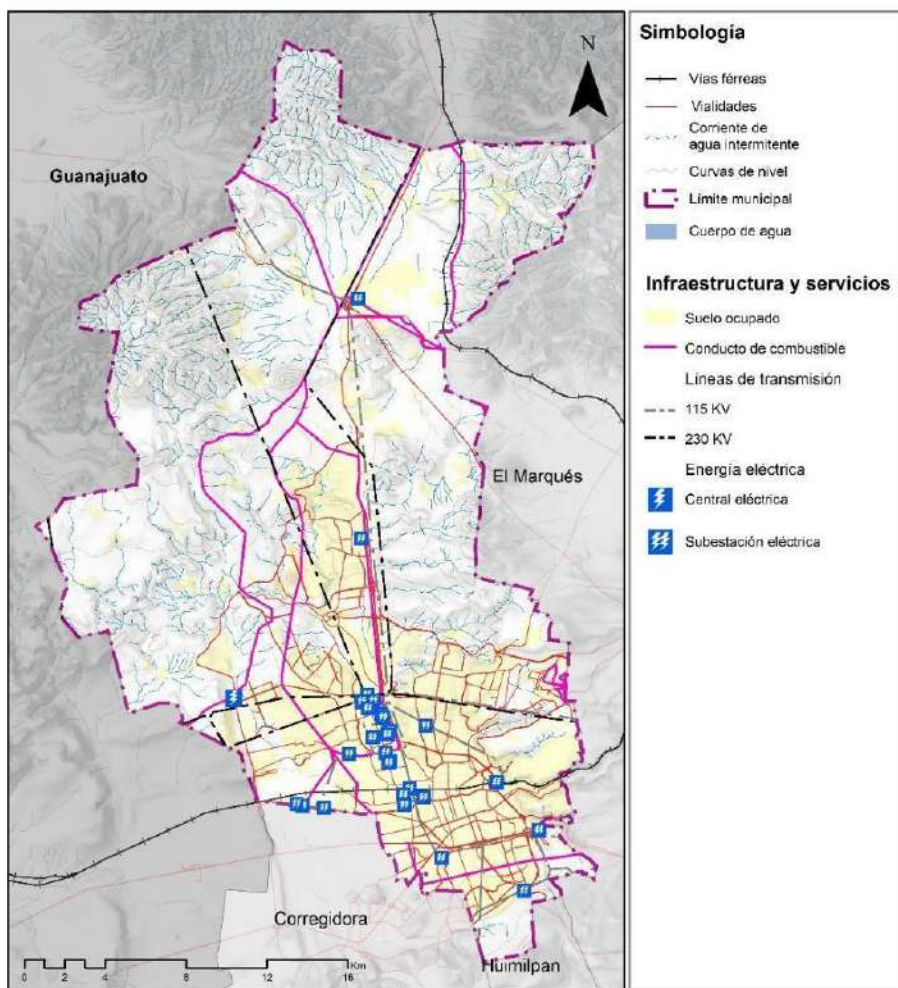 N
Guanajuato
El Marqués
Corregidora
Huimilpan
0 2 4 8 12 16 Km
Simbología
Vías férreas
Vialidades
Corriente de
agua intermitente
Curvas de nivel
Límite municipal
Cuerpo de agua
Infraestructura y servicios
Suelo ocupado
Conducto de combustible
Líneas de transmisión
115 KV
230 KV
Energía eléctrica
Central eléctrica
Subestación eléctrica